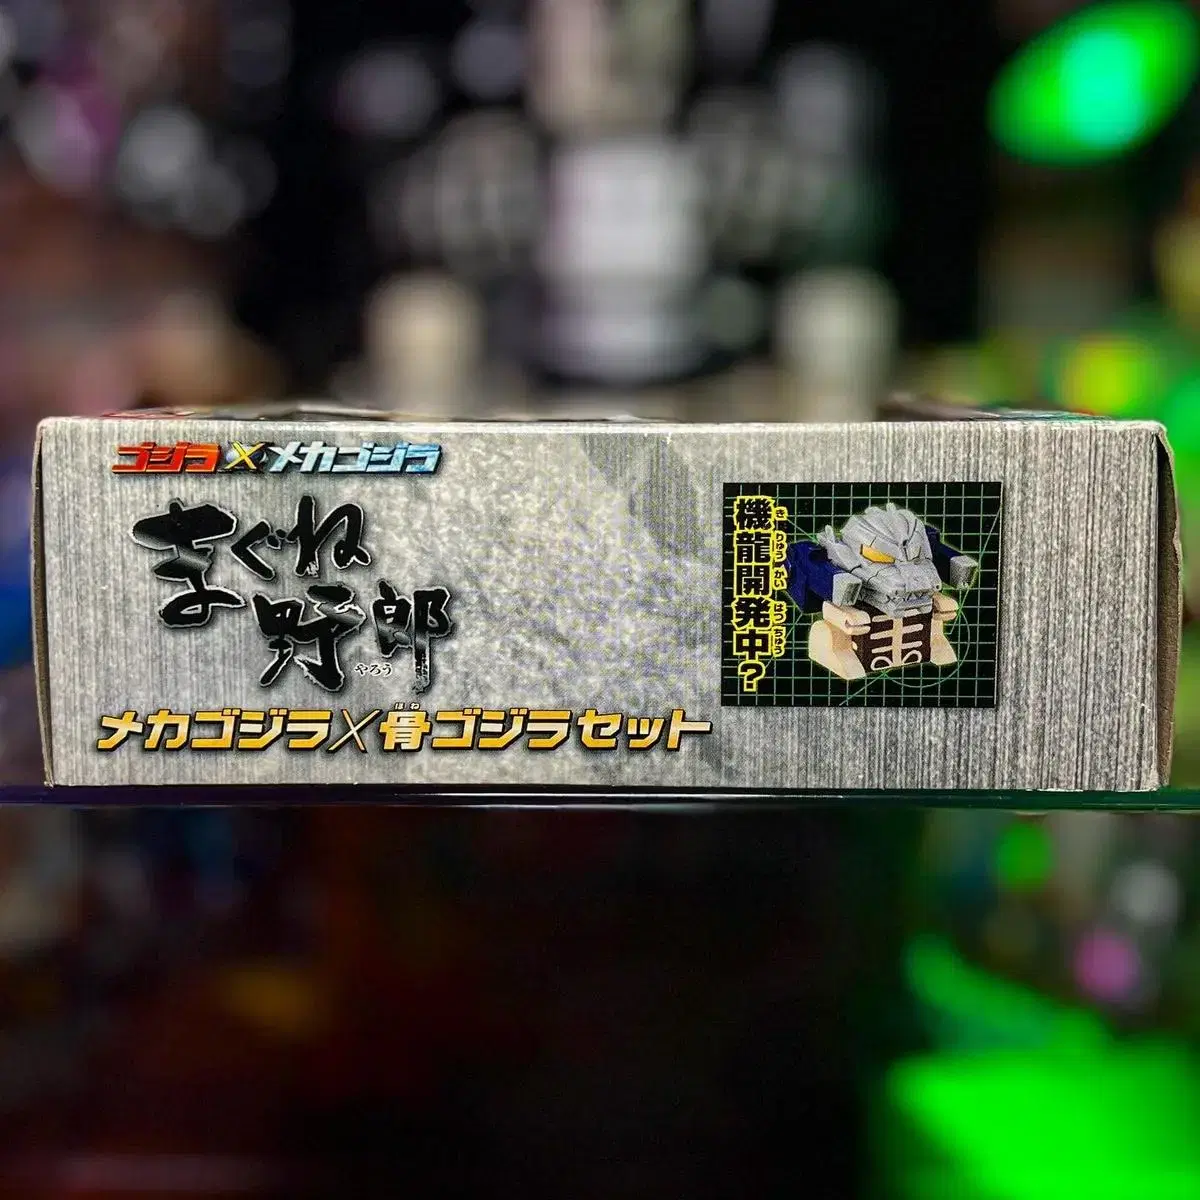 ゴジラ×メカゴジラ
まぐね
野郎
やろう
メカゴジラ×骨ゴジラセット
ほね
機龍開発中?
きりゅうかいはつちゅう